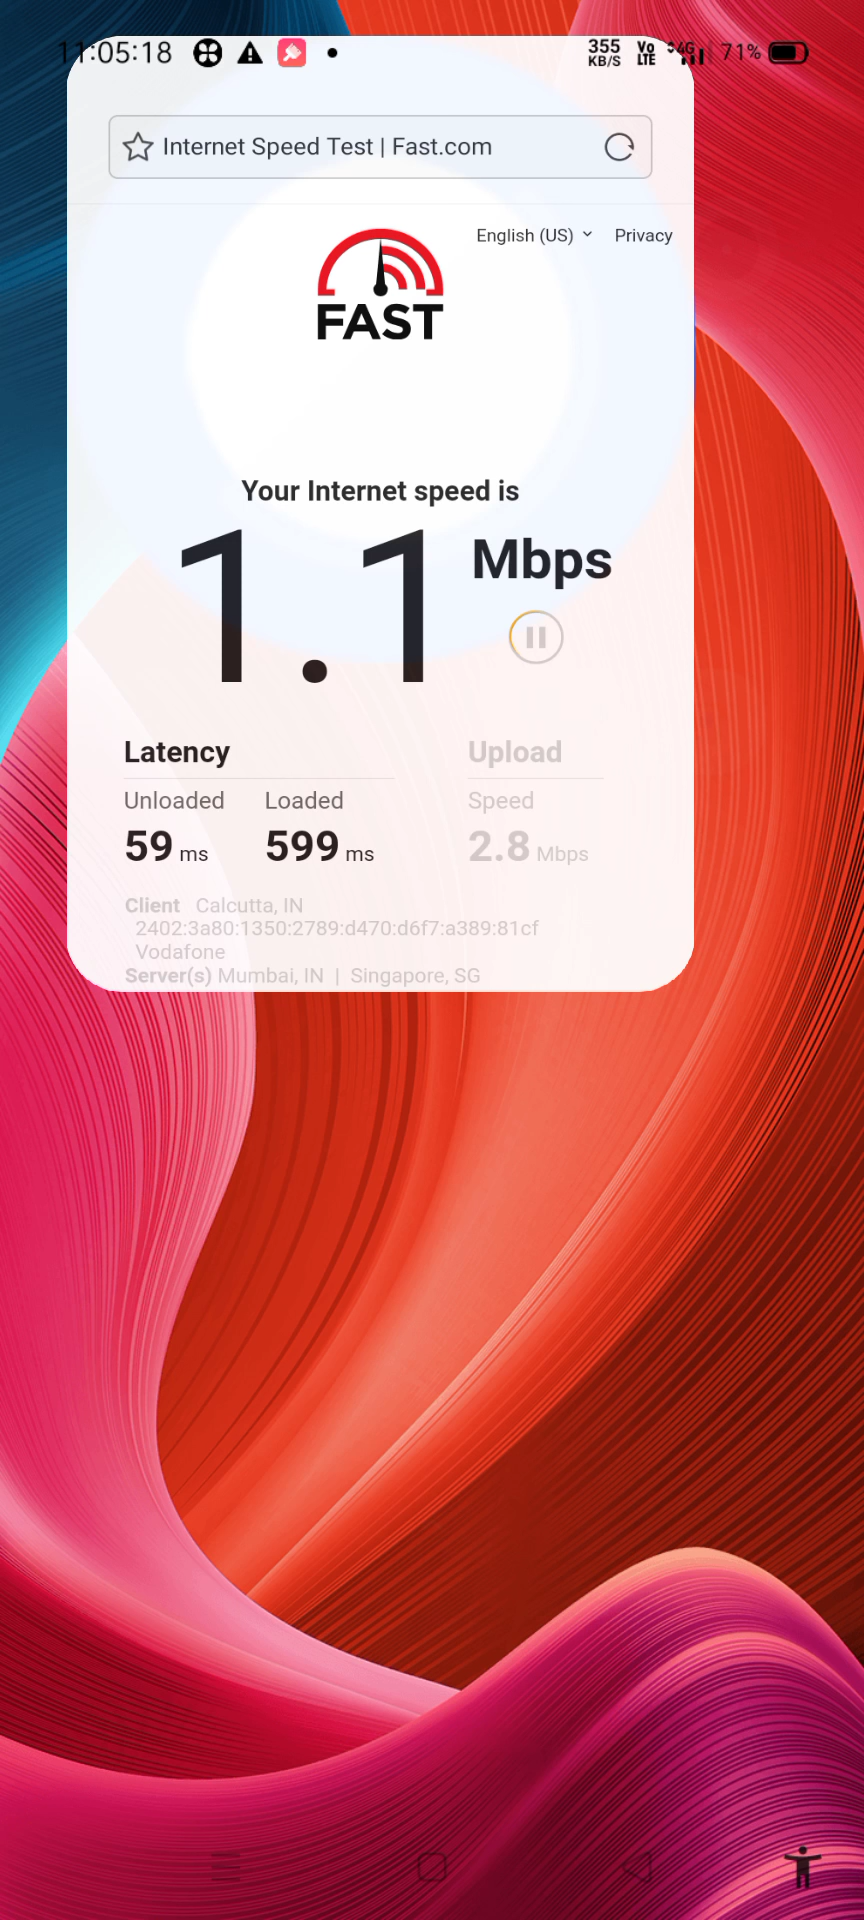 11:05:18 355 KB/S Vo LTE 4G 71%
Internet Speed Test | Fast.com
English (US) Privacy
FAST
Your Internet speed is
1.1 Mbps
Latency Upload
Unloaded Loaded Speed
59 ms 599 ms 2.8 Mbps
Client Calcutta, IN
2402:3a80:1350:2789:d470:d6f7:a389:81cf
Vodafone
Server(s) Mumbai, IN | Singapore, SG